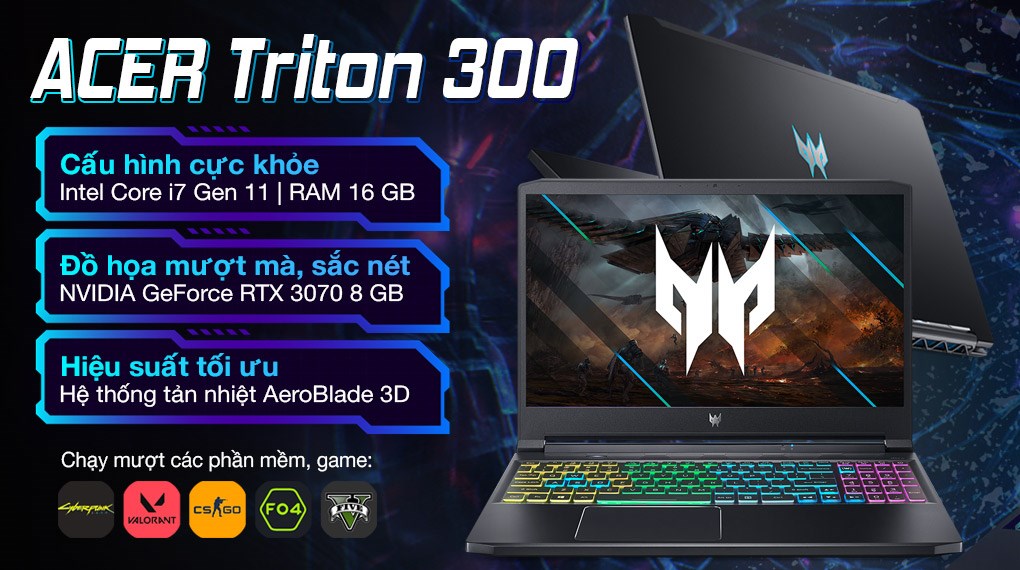 ACER Triton 300
Cấu hình cực khỏe
Intel Core i7 Gen 11 | RAM 16 GB
Đồ họa mượt mà, sắc nét
NVIDIA GeForce RTX 3070 8 GB
Hiệu suất tối ưu
Hệ thống tản nhiệt AeroBlade 3D
Chạy mượt các phần mềm, game:
Cyberpunk
VALORANT
CS GO
FO4
V
FIVE